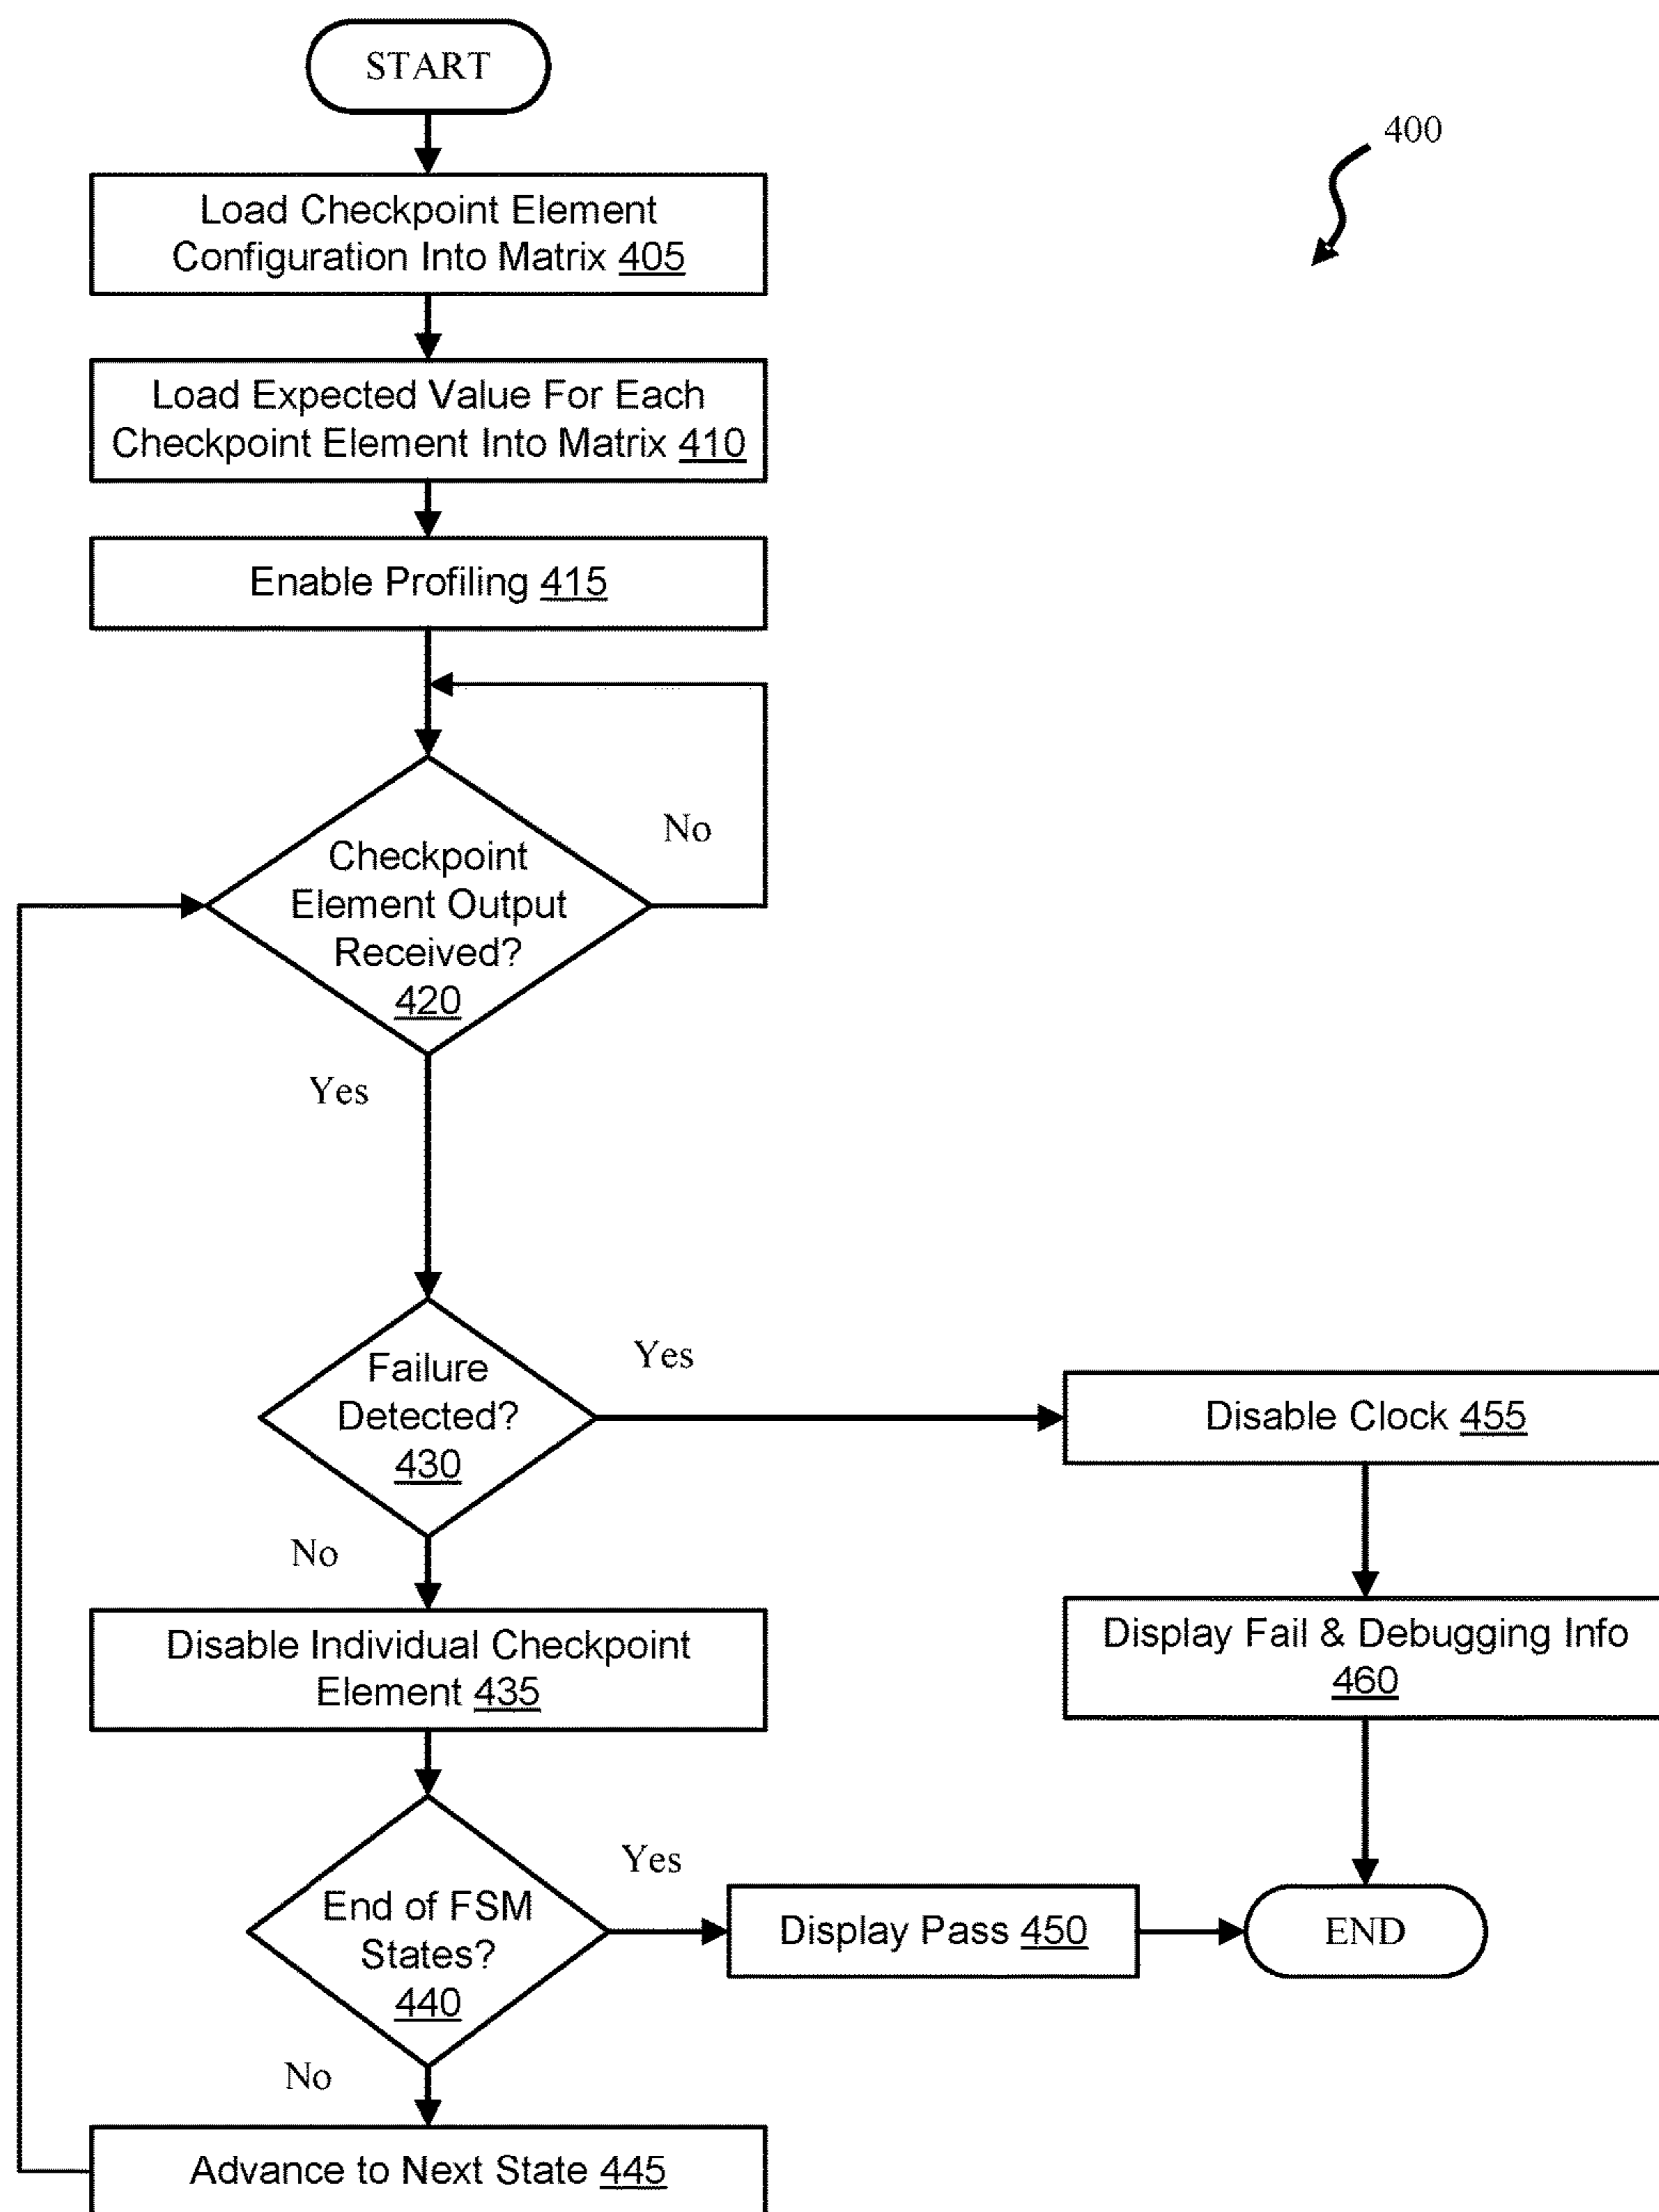 START
400
Load Checkpoint Element
Configuration Into Matrix 405
Load Expected Value For Each
Checkpoint Element Into Matrix 410
Enable Profiling 415
No
Checkpoint
Element Output
Received?
420
Yes
Failure
Detected?
430
Yes
Disable Clock 455
No
Display Fail & Debugging Info
460
Disable Individual Checkpoint
Element 435
End of FSM
States?
440
Yes
Display Pass 450
END
No
Advance to Next State 445